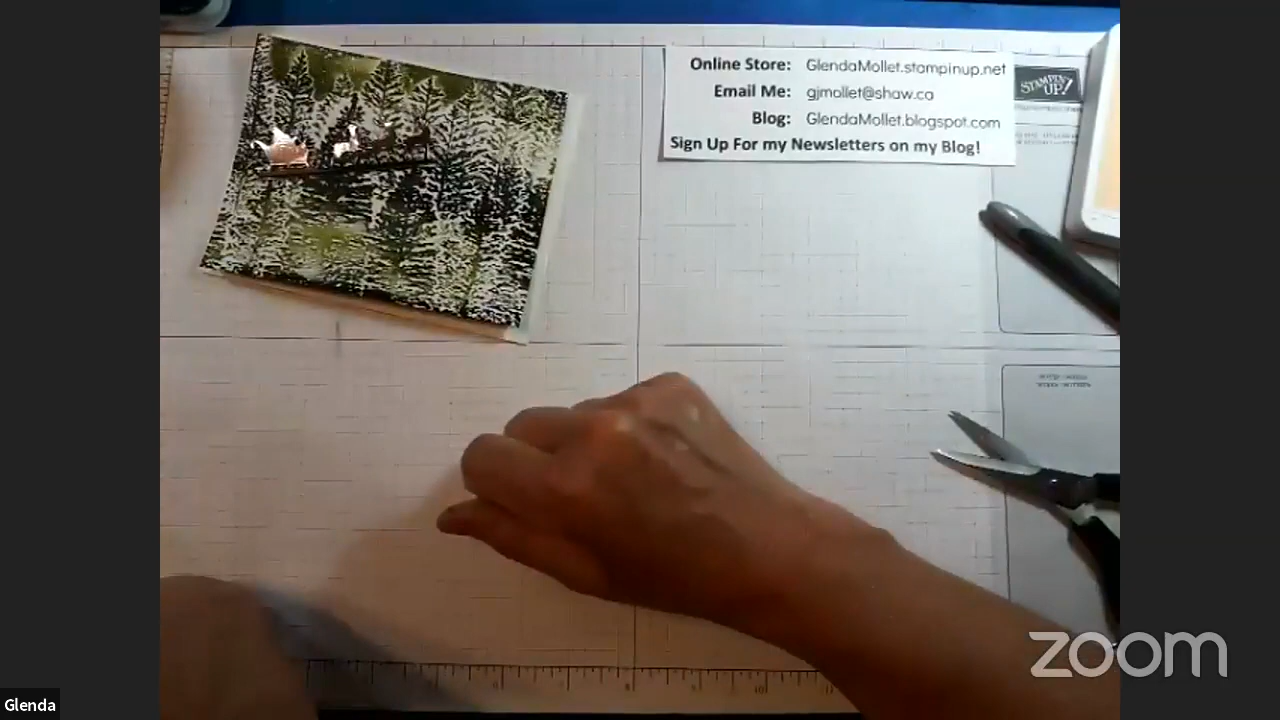 Online Store: GlendaMollet.stampinup.net
Email Me: gjmollet@shaw.ca
Blog: GlendaMollet.blogspot.com
Sign Up For my Newsletters on my Blog!
STAMPIN' UP!
zoom
Glenda